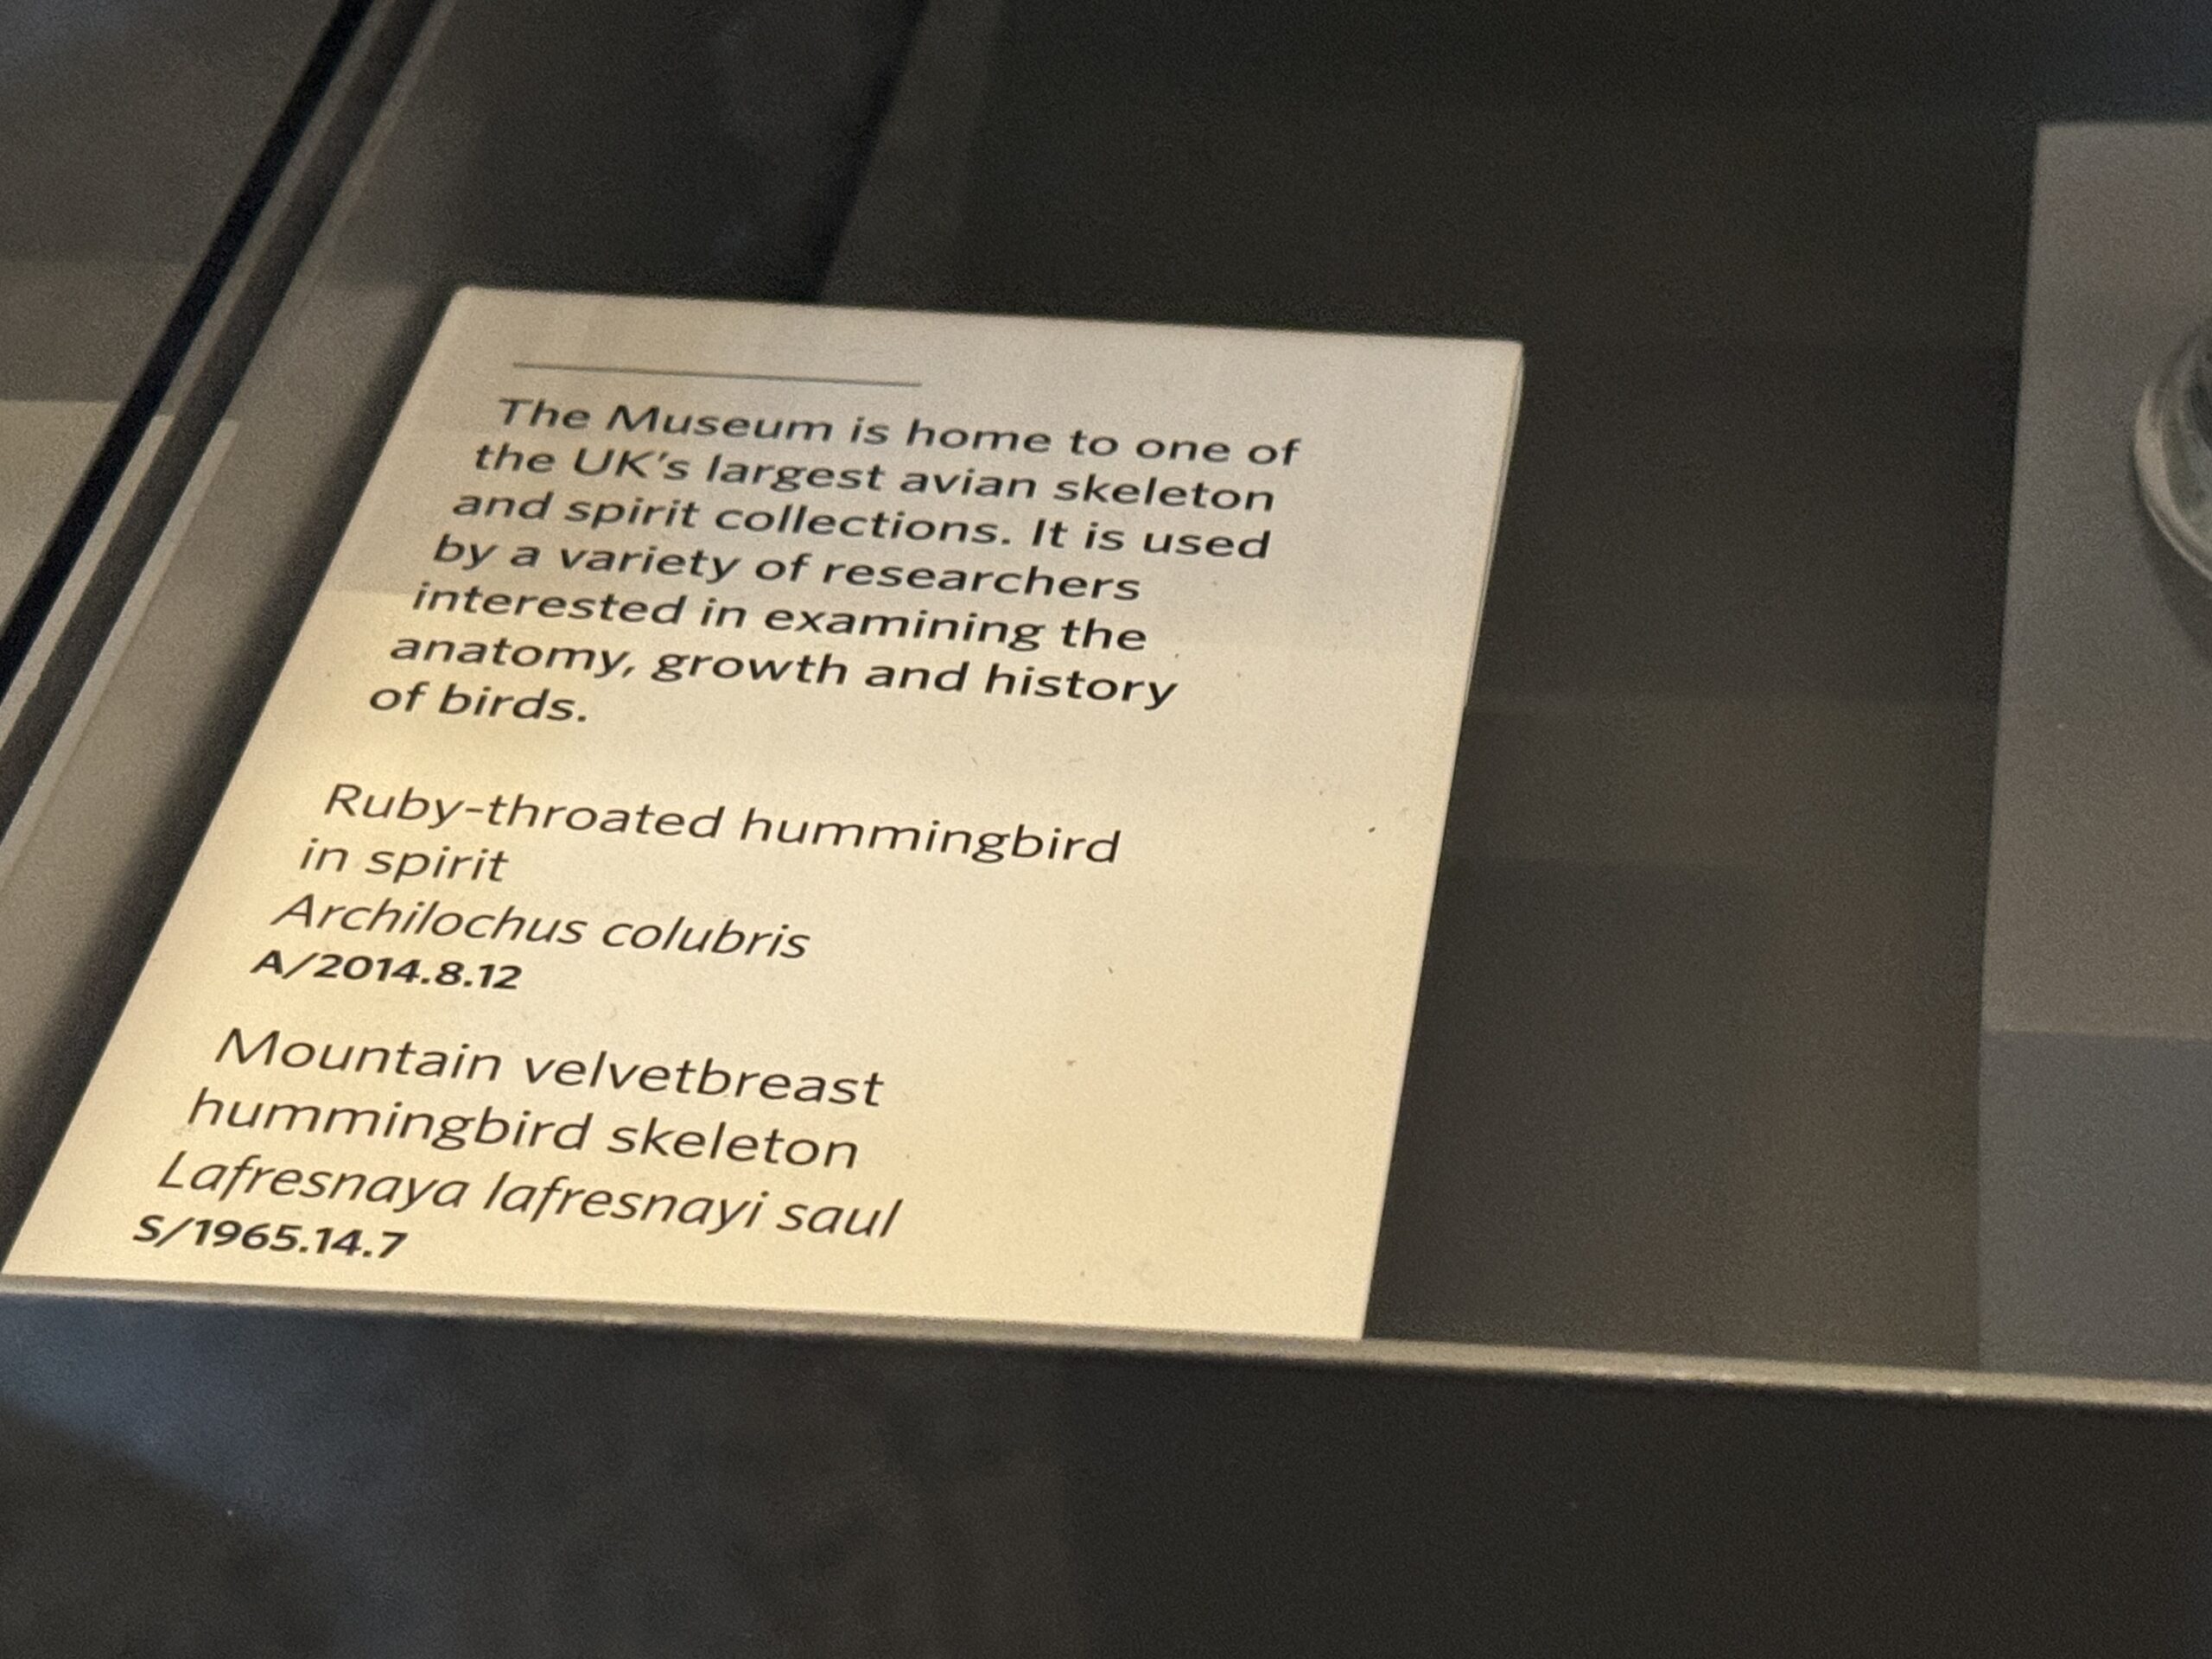 The Museum is home to one of
the UK's largest avian skeleton
and spirit collections. It is used
by a variety of researchers
interested in examining the
anatomy, growth and history
of birds.
Ruby-throated hummingbird
in spirit
Archilochus colubris
A/2014.8.12
Mountain velvetbreast
hummingbird skeleton
Lafresnaya lafresnayi saul
S/1965.14.7